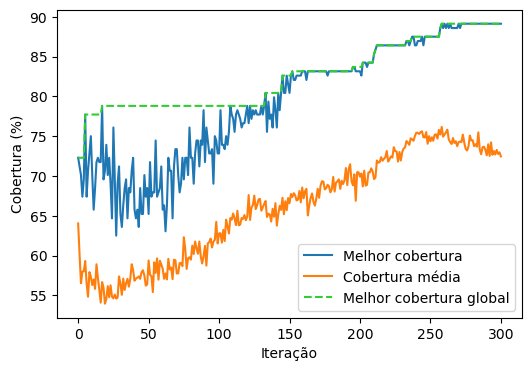 Cobertura (%)
90
85
80
75
70
65
60
55
0 50 100 150 200 250 300
Iteração
Melhor cobertura
Cobertura média
Melhor cobertura global